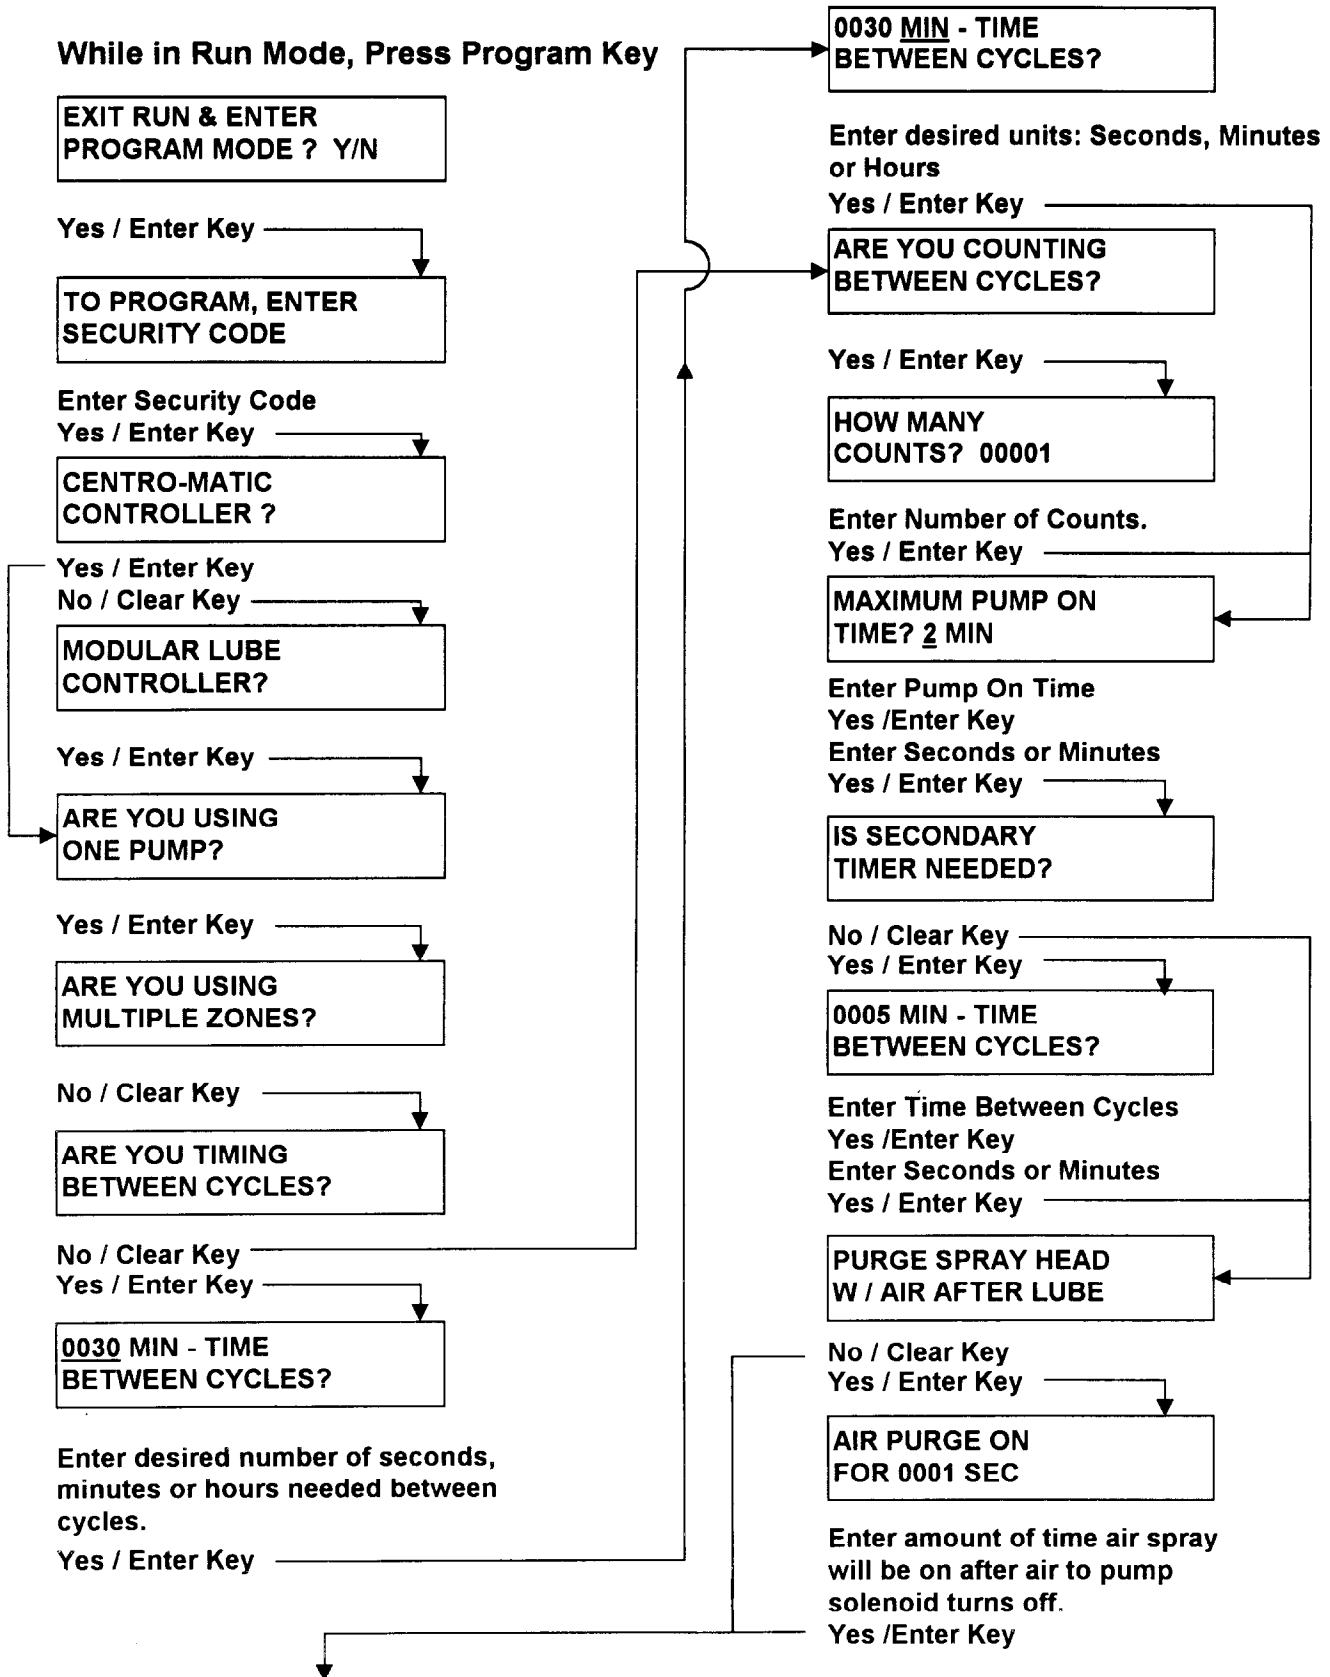 While in Run Mode, Press Program Key
EXIT RUN & ENTER
PROGRAM MODE ? Y/N
Yes / Enter Key
TO PROGRAM, ENTER
SECURITY CODE
Enter Security Code
Yes / Enter Key
CENTRO-MATIC
CONTROLLER ?
Yes / Enter Key
No / Clear Key
MODULAR LUBE
CONTROLLER?
Yes / Enter Key
ARE YOU USING
ONE PUMP?
Yes / Enter Key
ARE YOU USING
MULTIPLE ZONES?
No / Clear Key
ARE YOU TIMING
BETWEEN CYCLES?
No / Clear Key
Yes / Enter Key
0030 MIN - TIME
BETWEEN CYCLES?
Enter desired number of seconds,
minutes or hours needed between
cycles.
Yes / Enter Key
0030 MIN - TIME
BETWEEN CYCLES?
Enter desired units: Seconds, Minutes
or Hours
Yes / Enter Key
ARE YOU COUNTING
BETWEEN CYCLES?
Yes / Enter Key
HOW MANY
COUNTS? 00001
Enter Number of Counts.
Yes / Enter Key
MAXIMUM PUMP ON
TIME? 2 MIN
Enter Pump On Time
Yes /Enter Key
Enter Seconds or Minutes
Yes / Enter Key
IS SECONDARY
TIMER NEEDED?
No / Clear Key
Yes / Enter Key
0005 MIN - TIME
BETWEEN CYCLES?
Enter Time Between Cycles
Yes /Enter Key
Enter Seconds or Minutes
Yes / Enter Key
PURGE SPRAY HEAD
W / AIR AFTER LUBE
No / Clear Key
Yes / Enter Key
AIR PURGE ON
FOR 0001 SEC
Enter amount of time air spray
will be on after air to pump
solenoid turns off.
Yes /Enter Key